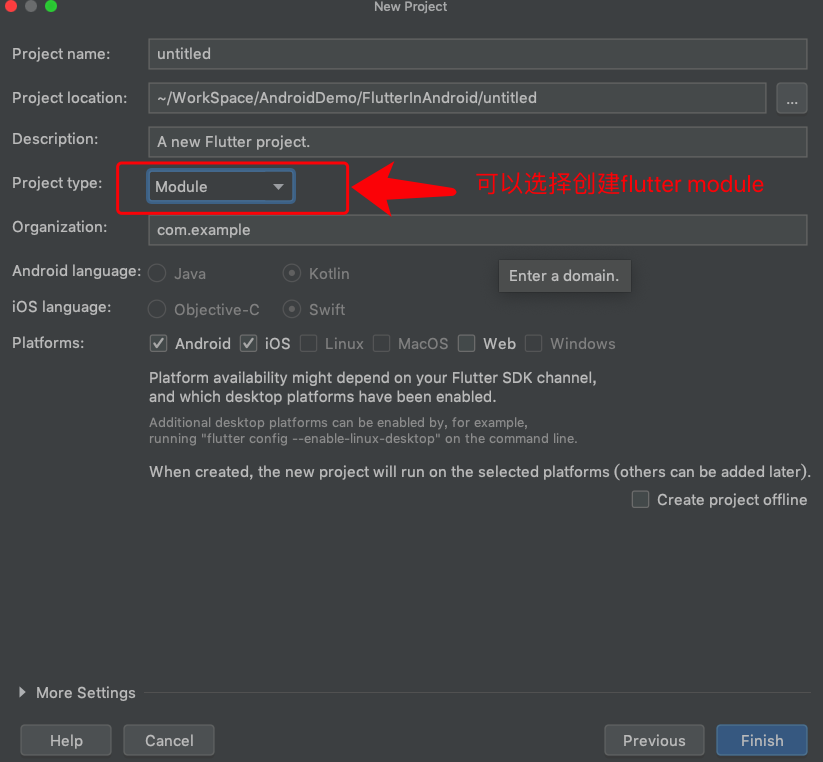 New Project
Project name: untitled
Project location: ~/WorkSpace/AndroidDemo/FlutterInAndroid/untitled ...
Description: A new Flutter project.
Project type: Module 可以选择创建flutter module
Organization: com.example
Android language: Java Kotlin Enter a domain.
iOS language: Objective-C Swift
Platforms: Android iOS Linux MacOS Web Windows
Platform availability might depend on your Flutter SDK channel,
and which desktop platforms have been enabled.
Additional desktop platforms can be enabled by, for example,
running "flutter config --enable-linux-desktop" on the command line.
When created, the new project will run on the selected platforms (others can be added later).
Create project offline
More Settings
Help Cancel Previous Finish